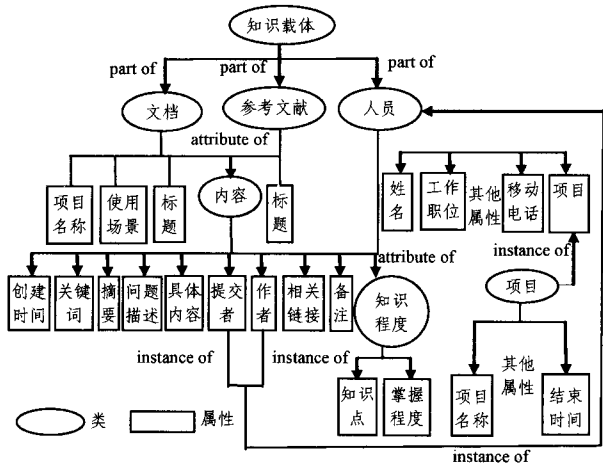 知识载体
part of
part of
part of
文档
参考文献
人员
attribute of
项目
名称
使用
场景
标
题
内容
标
题
姓
名
工作
职位
其他
属性
移动
电话
项目
instance of
attribute of
创建
时间
关键
词
摘
要
问题
描述
具体
内容
提交
者
作
者
相关
链接
备
注
知识
程度
项目
instance of
instance of
知识
点
掌握
程度
项目
名称
其他
属性
结束
时间
类
属性
instance of